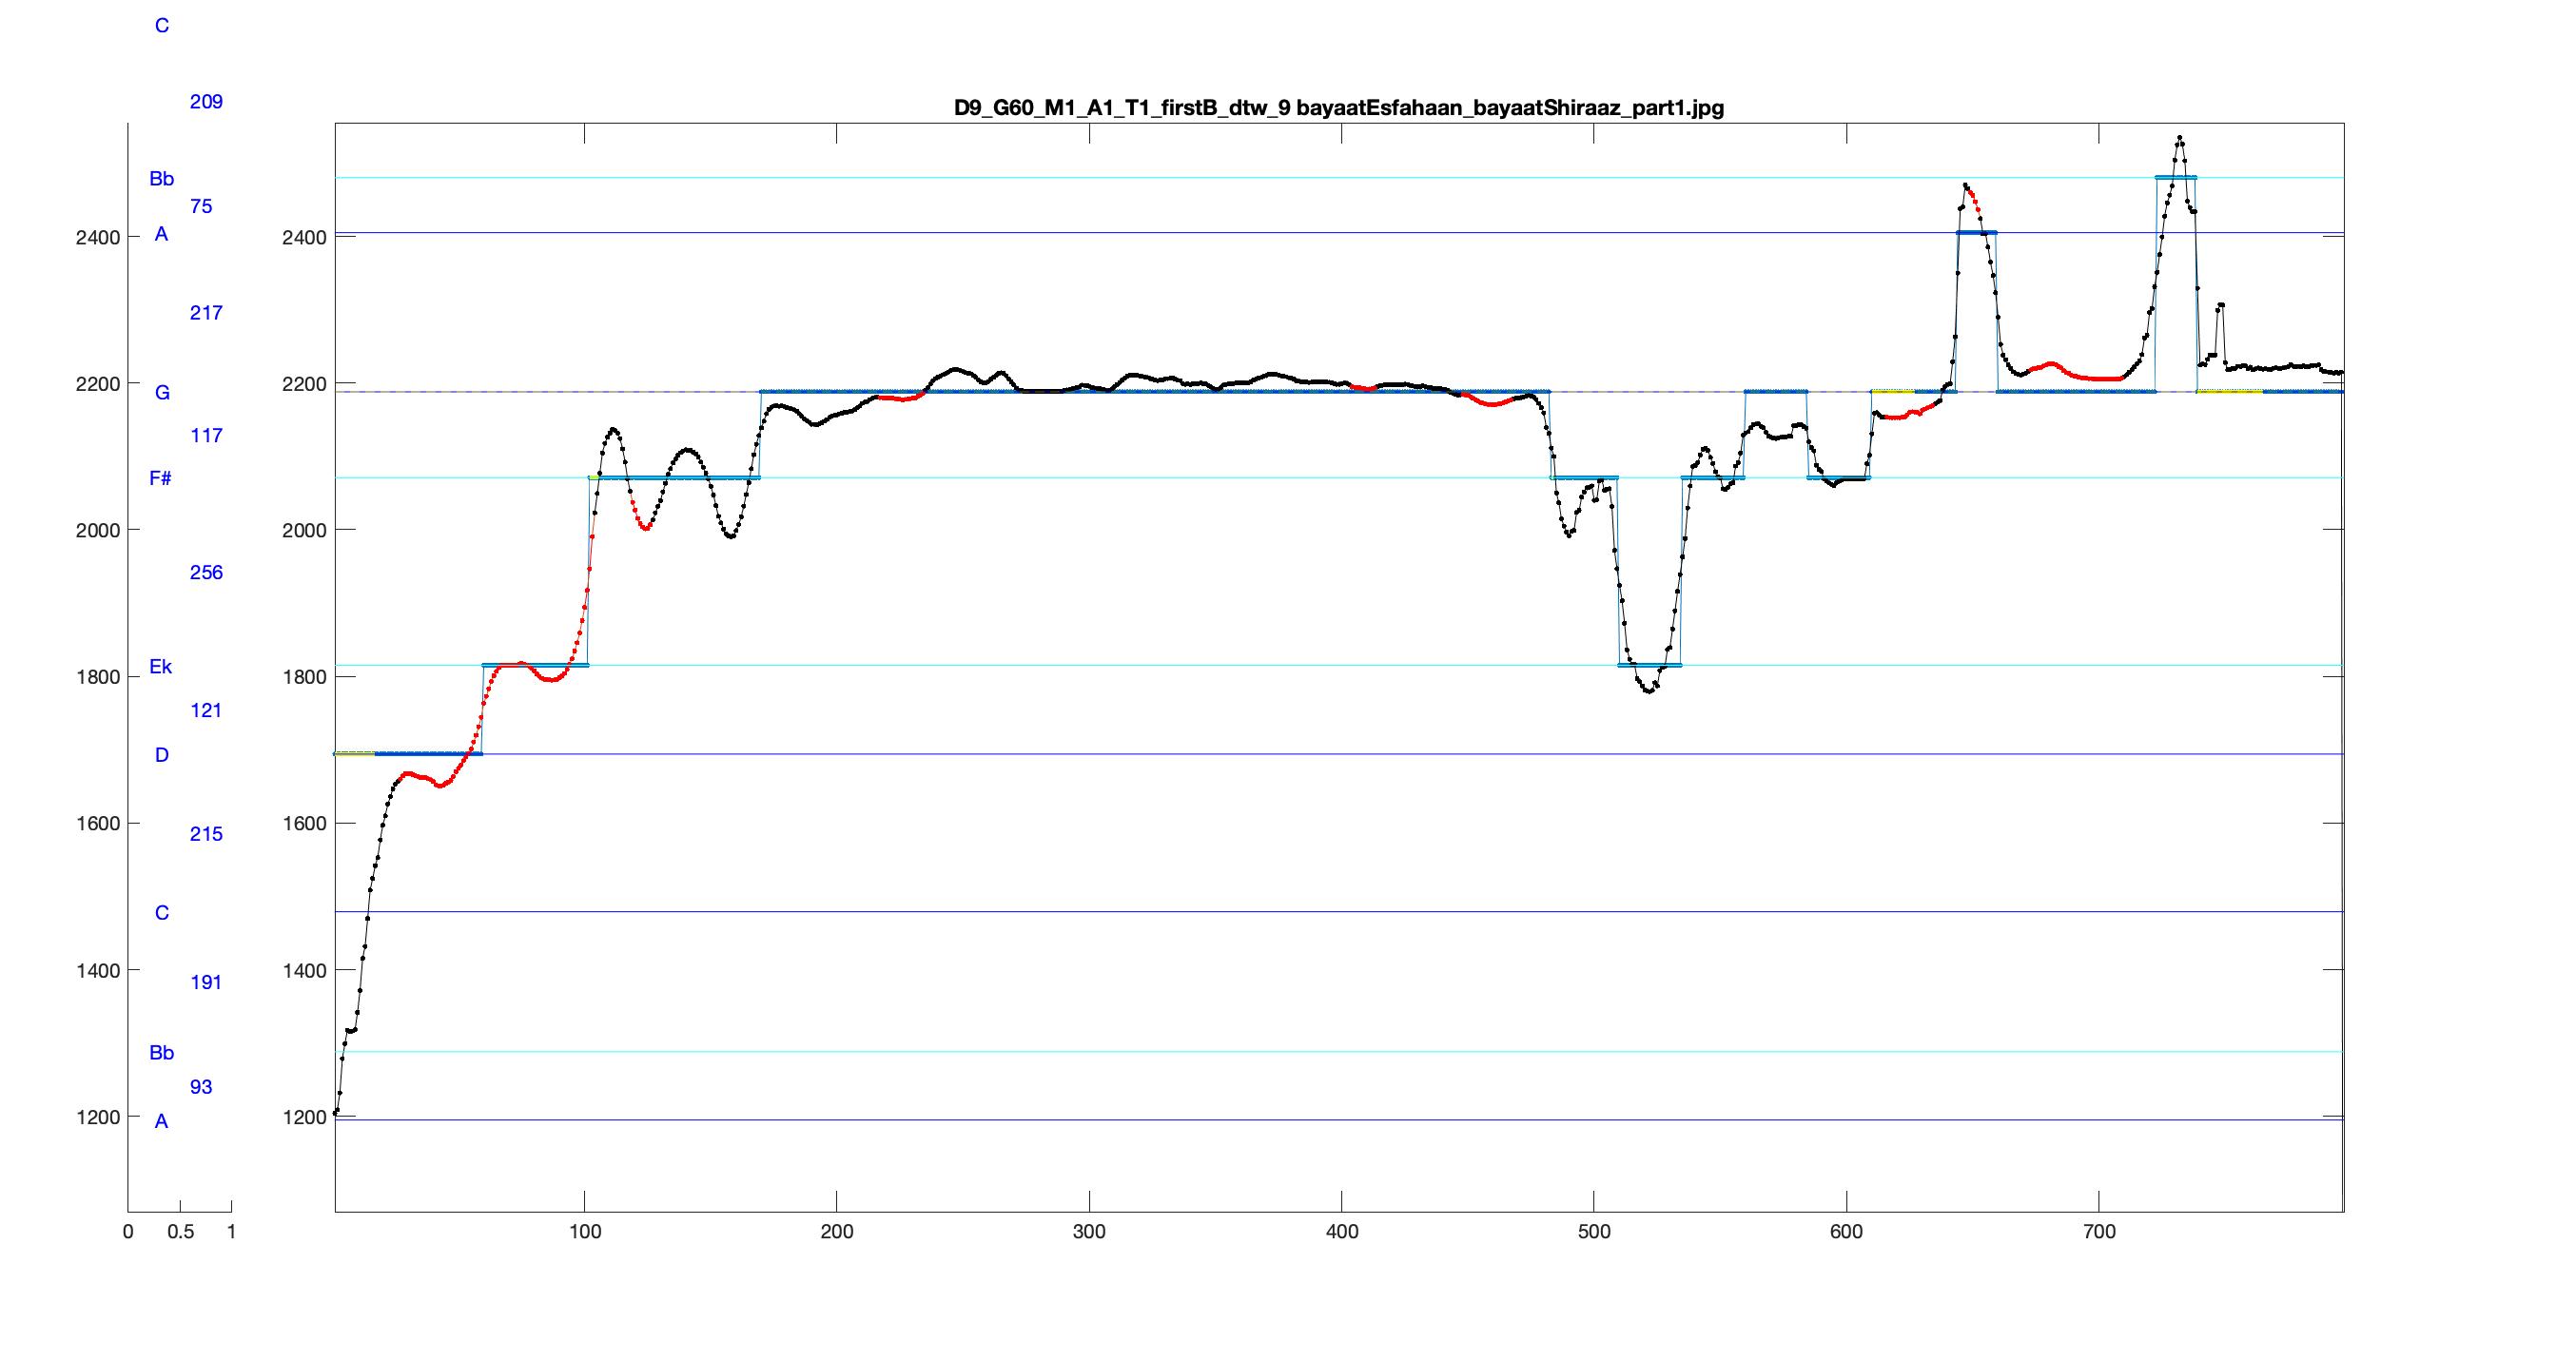 C
209
D9_G60_M1_A1_T1_firstB_dtw_9 bayaatEsfahaan_bayaatShiraaz_part1.jpg
Bb
75
2400 A 2400
217
2200 G 2200
117
F#
2000 2000
256
Ek
1800 1800
121
D
1600 215 1600
C
191
1400 1400
Bb
93
1200 A 1200
0 0.5 1 100 200 300 400 500 600 700